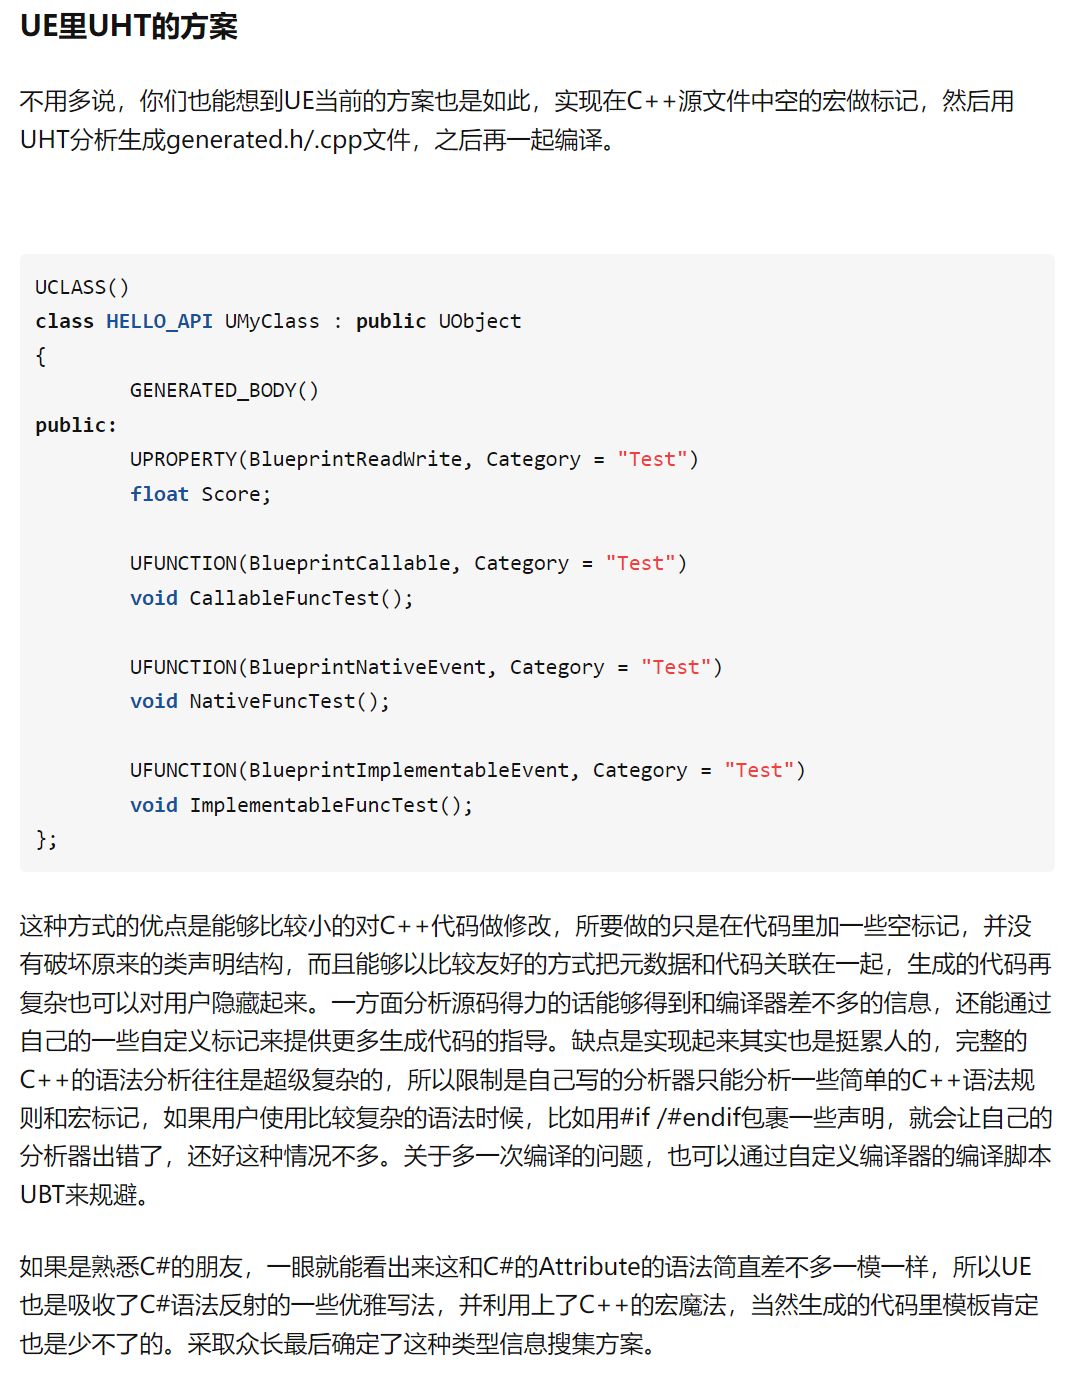 UE里UHT的方案
不用多说，你们也能想到UE当前的方案也是如此，实现在C++源文件中空的宏做标记，然后用
UHT分析生成generated.h/.cpp文件，之后再一起编译。
UCLASS()
class HELLO_API UMyClass : public UObject
{
        GENERATED_BODY()
public:
        UPROPERTY(BlueprintReadWrite, Category = "Test")
        float Score;
        UFUNCTION(BlueprintCallable, Category = "Test")
        void CallableFuncTest();
        UFUNCTION(BlueprintNativeEvent, Category = "Test")
        void NativeFuncTest();
        UFUNCTION(BlueprintImplementableEvent, Category = "Test")
        void ImplementableFuncTest();
};
这种方式的优点是能够比较小的对C++代码做修改，所要做的只是在代码里加一些空标记，并没
有破坏原来的类声明结构，而且能够以比较友好的方式把元数据和代码关联在一起，生成的代码再
复杂也可以对用户隐藏起来。一方面分析源码得力的话能够得到和编译器差不多的信息，还能通过
自己的一些自定义标记来提供更多生成代码的指导。缺点是实现起来其实也是挺累人的，完整的
C++的语法分析往往是超级复杂的，所以限制是自己写的分析器只能分析一些简单的C++语法规
则和宏标记，如果用户使用比较复杂的语法时候，比如用#if /#endif包裹一些声明，就会让自己的
分析器出错了，还好这种情况不多。关于多一次编译的问题，也可以通过自定义编译器的编译脚本
UBT来规避。
如果是熟悉C#的朋友，一眼就能看出来这和C#的Attribute的语法简直差不多一模一样，所以UE
也是吸收了C#语法反射的一些优雅写法，并利用上了C++的宏魔法，当然生成的代码里模板肯定
也是少不了的。采取众长最后确定了这种类型信息搜集方案。